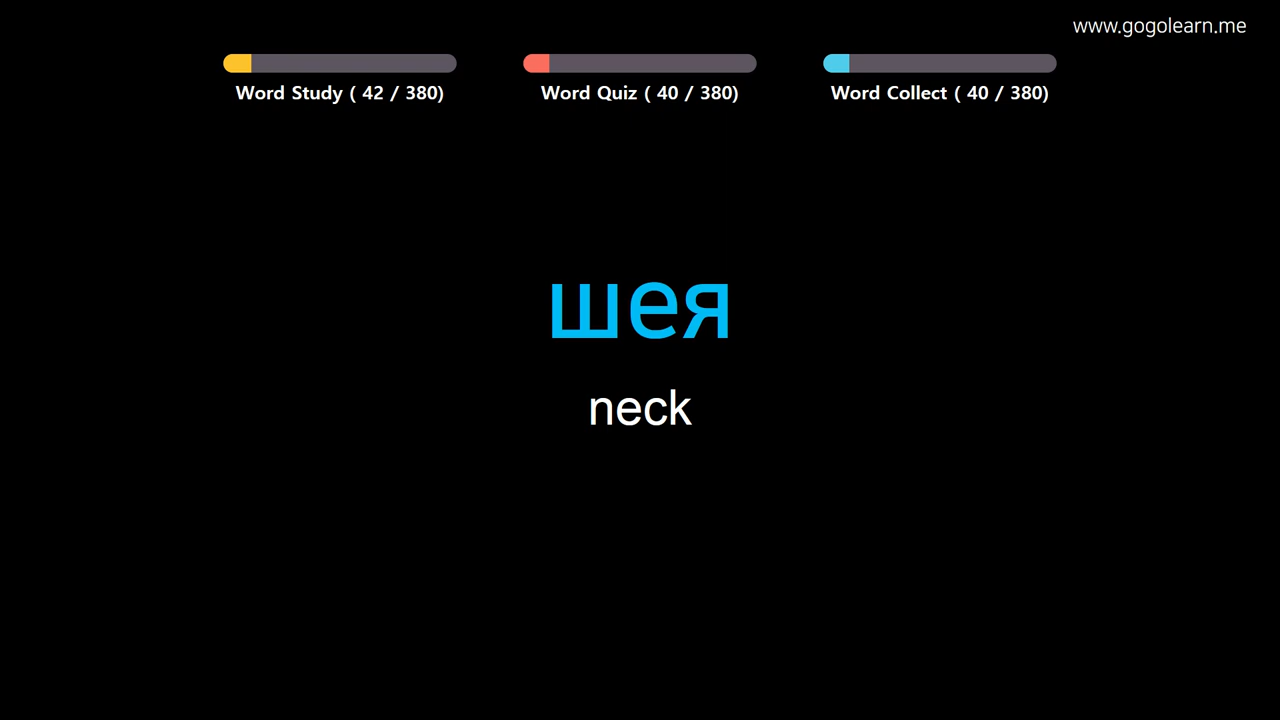 www.gogolearn.me
Word Study ( 42 / 380)
Word Quiz ( 40 / 380)
Word Collect ( 40 / 380)
шея
neck